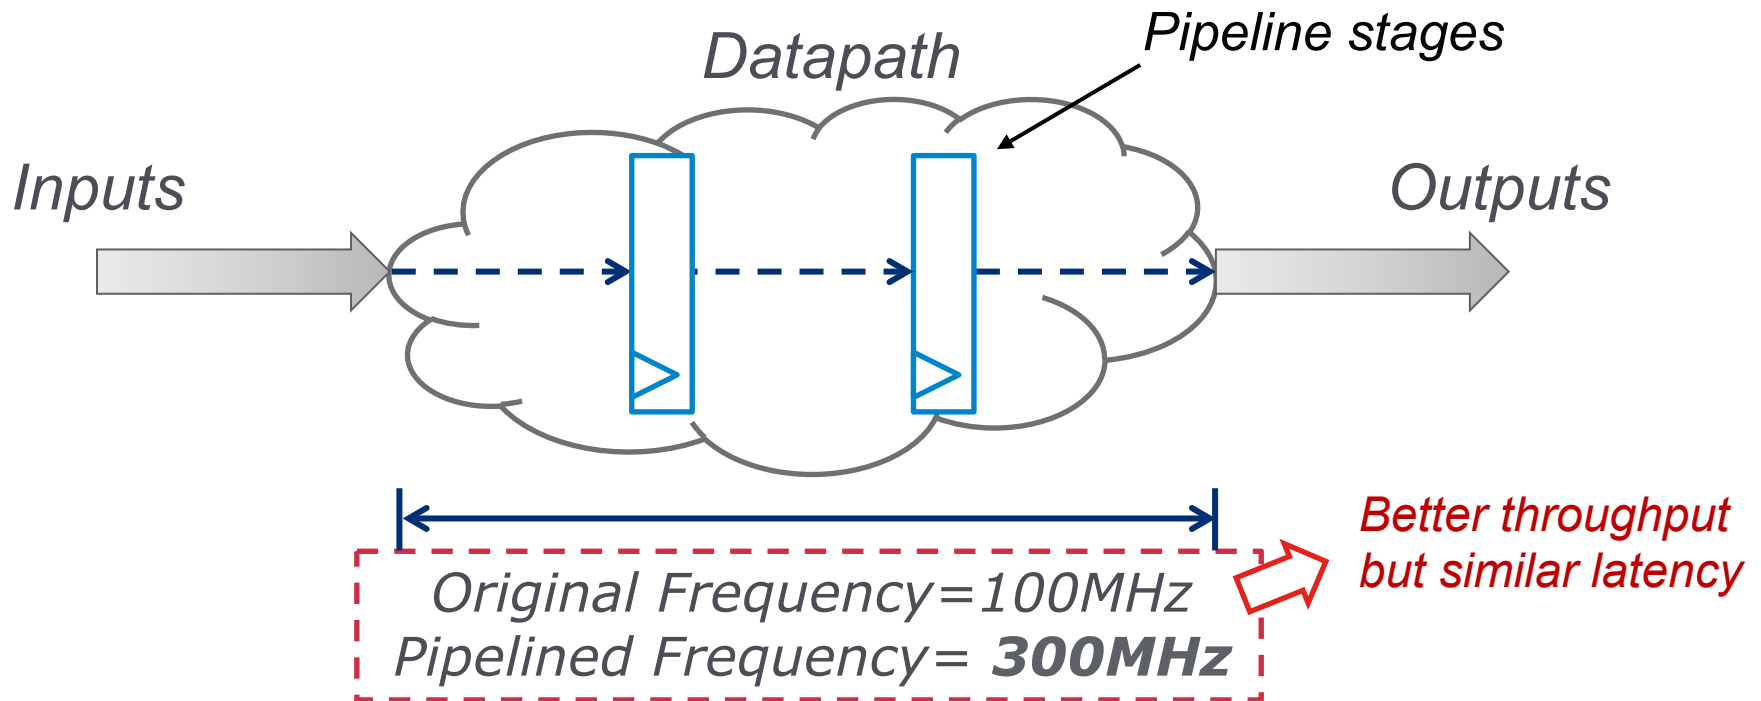 Datapath
Pipeline stages
Inputs
Outputs
Better throughput
but similar latency
Original Frequency=100MHz
Pipelined Frequency= 300MHz